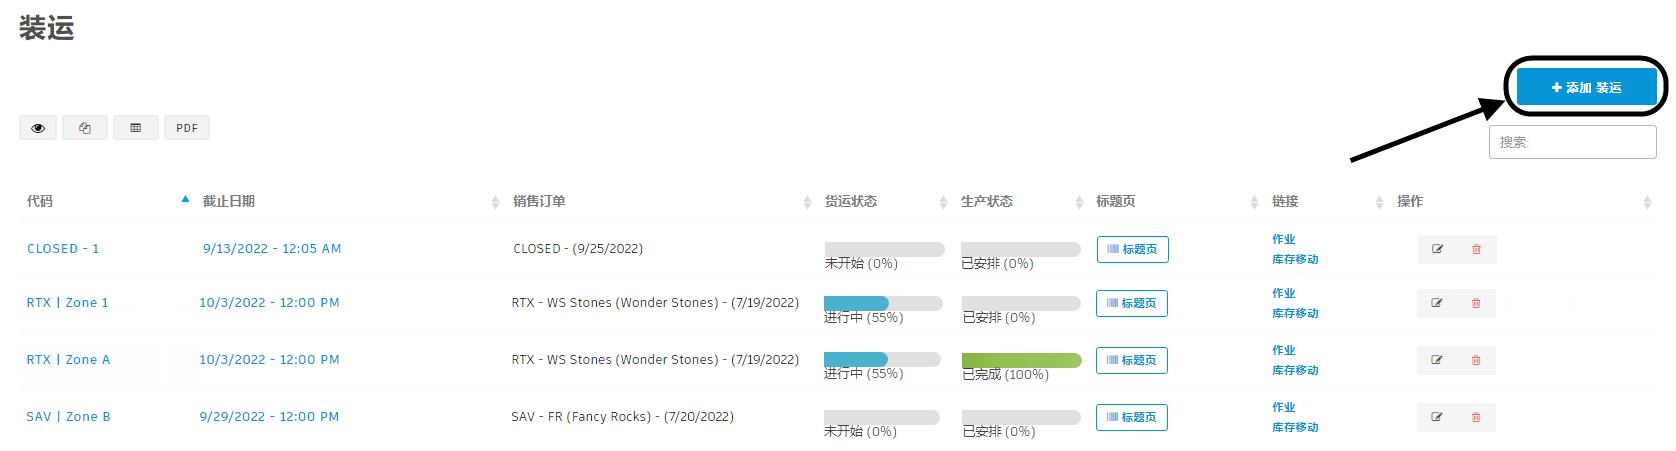 装运
添加 装运
PDF
搜索:
代码 截止日期 销售订单 货运状态 生产状态 标题页 链接 操作
CLOSED - 1 9/13/2022 - 12:05 AM CLOSED - (9/25/2022) 未开始 (0%) 已安排 (0%) 标题页 作业
库存移动
RTX | Zone 1 10/3/2022 - 12:00 PM RTX - WS Stones (Wonder Stones) - (7/19/2022) 进行中 (55%) 已安排 (0%) 标题页 作业
库存移动
RTX | Zone A 10/3/2022 - 12:00 PM RTX - WS Stones (Wonder Stones) - (7/19/2022) 进行中 (55%) 已完成 (100%) 标题页 作业
库存移动
SAV | Zone B 9/29/2022 - 12:00 PM SAV - FR (Fancy Rocks) - (7/20/2022) 未开始 (0%) 已安排 (0%) 标题页 作业
库存移动